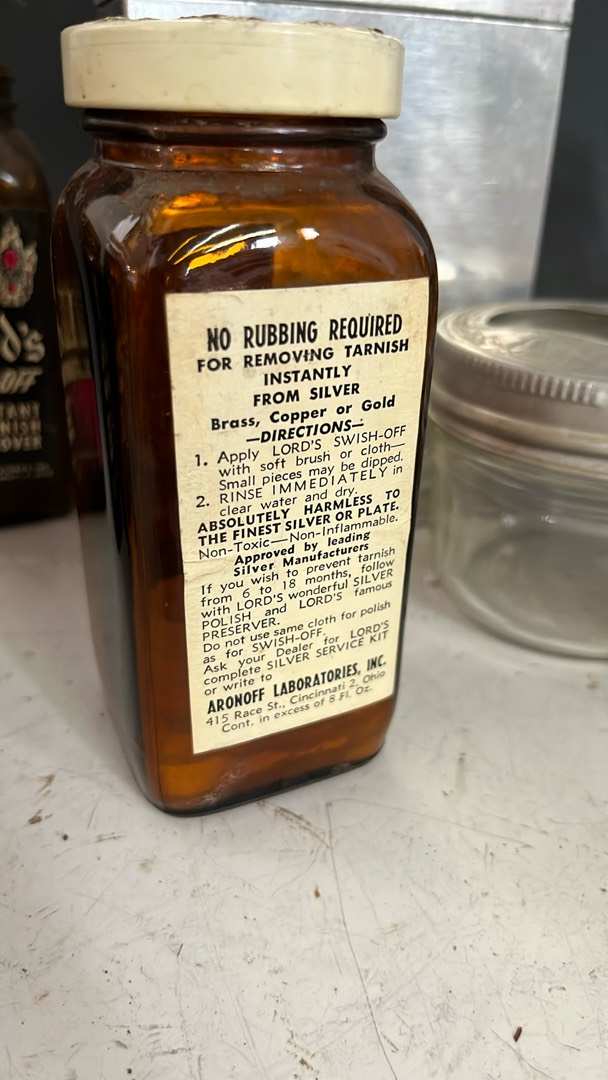 NO RUBBING REQUIRED
FOR REMOVING TARNISH
INSTANTLY
FROM SILVER
Brass, Copper or Gold
—DIRECTIONS—
1. Apply LORD'S SWISH-OFF
with soft brush or cloth—
Small pieces may be dipped.
2. RINSE IMMEDIATELY in
clear water and dry.
ABSOLUTELY HARMLESS TO
THE FINEST SILVER OR PLATE.
Non-Toxic—Non-Inflammable.
Approved by leading
Silver Manufacturers
If you wish to prevent tarnish
from 6 to 18 months, follow
with LORD'S wonderful SILVER
POLISH and LORD'S famous
PRESERVER.
Do not use same cloth for polish
as for SWISH-OFF.
Ask your Dealer for LORD'S
complete SILVER SERVICE KIT
or write to
ARONOFF LABORATORIES, INC.
415 Race St., Cincinnati 2, Ohio
Cont. in excess of 8 Fl. Oz.
d's
OFF
TANT
NISH
OVER